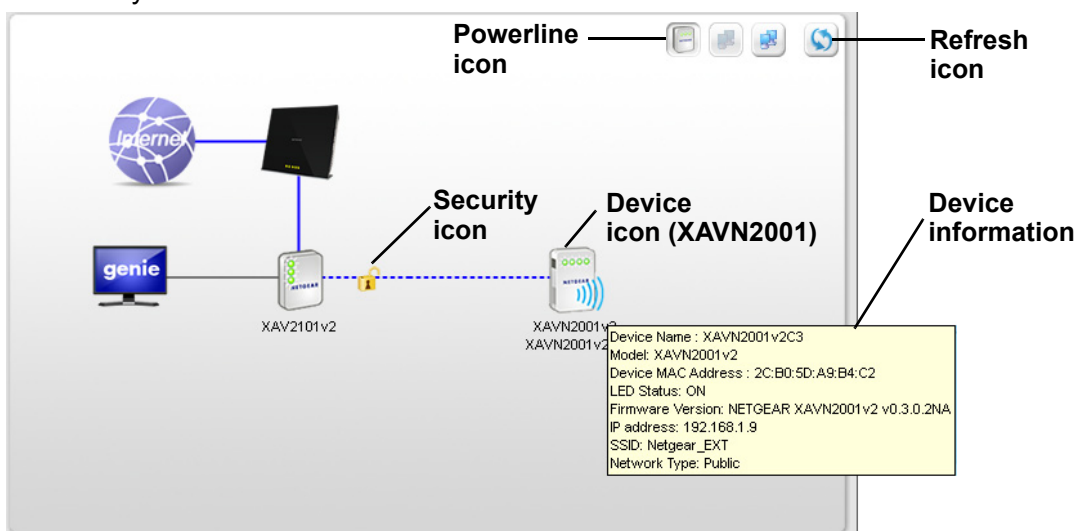 Powerline
icon
Refresh
icon
Internet
Security
icon
Device
icon (XAVN2001)
Device
information
genie
NETGEAR
NETGEAR
XAV2101v2
XAVN2001v2
XAVN2001v2
Device Name : XAVN2001v2C3
Model: XAVN2001v2
Device MAC Address : 2C:B0:5D:A9:B4:C2
LED Status: ON
Firmware Version: NETGEAR XAVN2001v2 v0.3.0.2NA
IP address: 192.168.1.9
SSID: Netgear_EXT
Network Type: Public